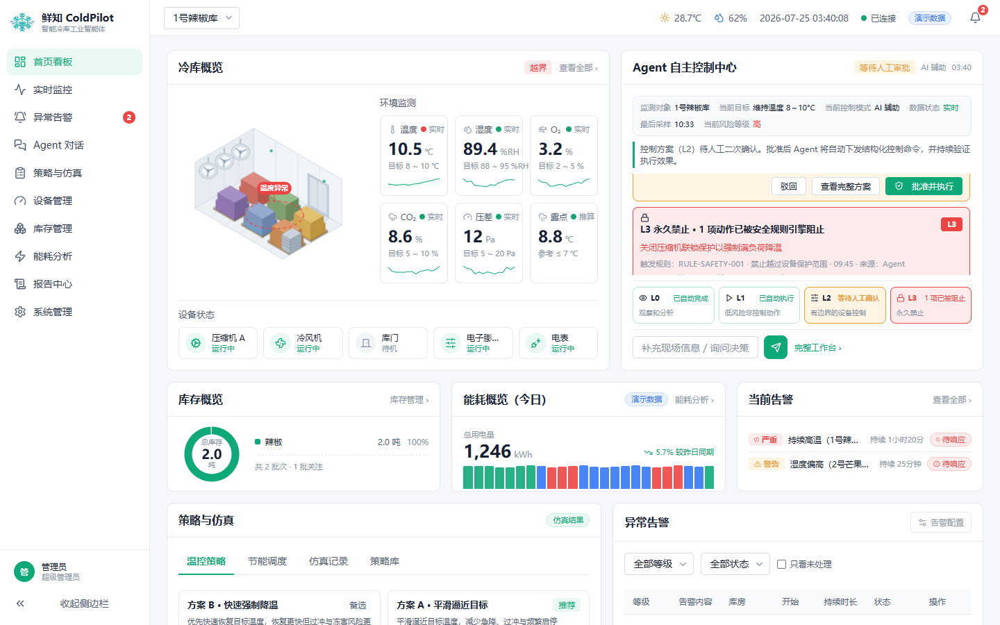 鲜知 ColdPilot
智能冷库工业智能体
首页看板
实时监控
异常告警 2
Agent 对话
策略与仿真
设备管理
库存管理
能耗分析
报告中心
系统管理
管 管理员
超级管理员
收起侧边栏
1号辣椒库
28.7℃ 62% 2026-07-25 03:40:08 已连接 演示数据 2
冷库概览 越界 查看全部 ›
温度异常
环境监测
温度 实时
10.5 ℃
目标 8 ~ 10 ℃
湿度 实时
89.4 %RH
目标 88 ~ 95 %RH
O₂ 实时
3.2 %
目标 2 ~ 5 %
CO₂ 实时
8.6 %
目标 5 ~ 10 %
压差 实时
12 Pa
目标 5 ~ 20 Pa
露点 推算
8.8 ℃
参考 ≤ 7 ℃
设备状态
压缩机 A
运行中
冷风机
运行中
库门
待机
电子膨...
运行中
电表
运行中
Agent 自主控制中心 等待人工审批 AI 辅助 03:40
监测对象 1号辣椒库 当前目标 维持温度 8～10°C 当前控制模式 AI 辅助 数据状态 实时
最后采样 10:33 当前风险等级 高
控制方案（L2）待人工二次确认。批准后 Agent 将自动下发结构化控制命令，并持续验证
执行效果。
驳回 查看完整方案 批准并执行
L3 永久禁止 • 1 项动作已被安全规则引擎阻止 L3
关闭压缩机联锁保护以强制满负荷降温
触发规则：RULE-SAFETY-001 · 禁止越过设备保护范围 · 09:45 · 来源：Agent
L0 已自动完成
观察和分析
L1 已自动执行
低风险非控制动作
L2 等待人工确认
有边界的设备控制
L3 1 项已被阻止
永久禁止
补充现场信息 / 询问决策 完整工作台 ›
库存概览 库存管理 ›
总库存
2.0
吨
辣椒 2.0 吨 100%
共 2 批次 · 1 批关注
能耗概览（今日） 演示数据 能耗分析 ›
总用电量
1,246 kWh
5.7% 较昨日同期
当前告警 查看全部 ›
严重 持续高温（1号辣... 持续 1小时20分 待响应
警告 湿度偏高（2号芒果... 持续 25分钟 待响应
策略与仿真 仿真结果
温控策略 节能调度 仿真记录 策略库
方案 B • 快速强制降温 备选
优先快速恢复目标温度，恢复更快但过冲与冻害风险更
方案 A • 平滑逼近目标 推荐
平滑逼近目标温度，减少急降、过冲与频繁启停
异常告警 告警配置
全部等级 全部状态 只看未处理
等级 告警内容 库房 开始 持续时长 状态 操作